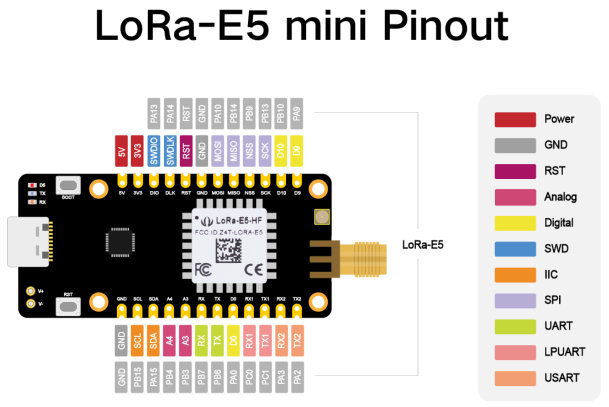 LoRa-E5 mini Pinout
PA13 PA14 RST GND PA10 PB14 PB9 PB13 PB10 PA9
5V 3V3 SWDIO SWDLK RST GND MOSI MISO NSS SCK D10 D9
5V 3V3 DIO DLK RST GND MOSI MISO NSS SCK D10 D9
D5
TX
RX
BOOT
LoRa-E5-HF
FCC ID:Z4T-LORA-E5
FC CE
V+
V-
RST
GND SCL SDA A4 A3 RX TX D0 RX1 TX1 RX2 TX2
GND SCL SDA A4 A3 RX TX D0 RX1 TX1 RX2 TX2
GND PB15 PA15 PB4 PB3 PB7 PB6 PA0 PC0 PC1 PA3 PA2
LoRa-E5
Power
GND
RST
Analog
Digital
SWD
IIC
SPI
UART
LPUART
USART